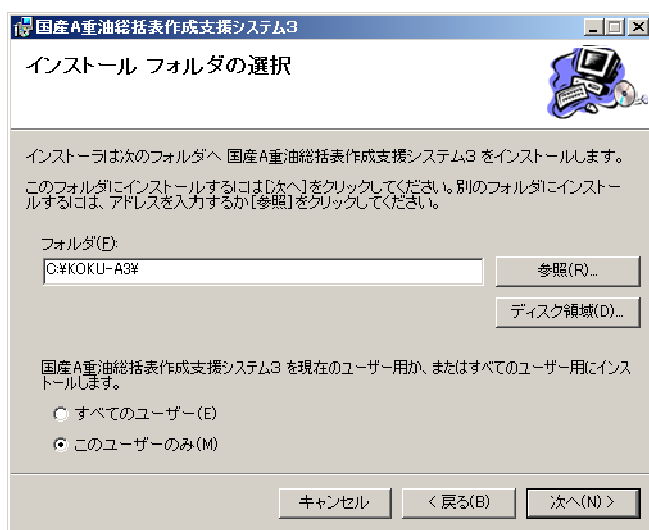 国産A重油総括表作成支援システム3
インストール フォルダの選択
インストーラは次のフォルダへ 国産A重油総括表作成支援システム3 をインストールします。
このフォルダにインストールするには[次へ]をクリックしてください。別のフォルダにインストー
ルするには、アドレスを入力するか[参照]をクリックしてください。
フォルダ(F):
C:¥KOKU-A3¥
参照(R)...
ディスク領域(D)...
国産A重油総括表作成支援システム3 を現在のユーザー用か、またはすべてのユーザー用にインス
トールします。
すべてのユーザー(E)
このユーザーのみ(M)
キャンセル
< 戻る(B)
次へ(N) >